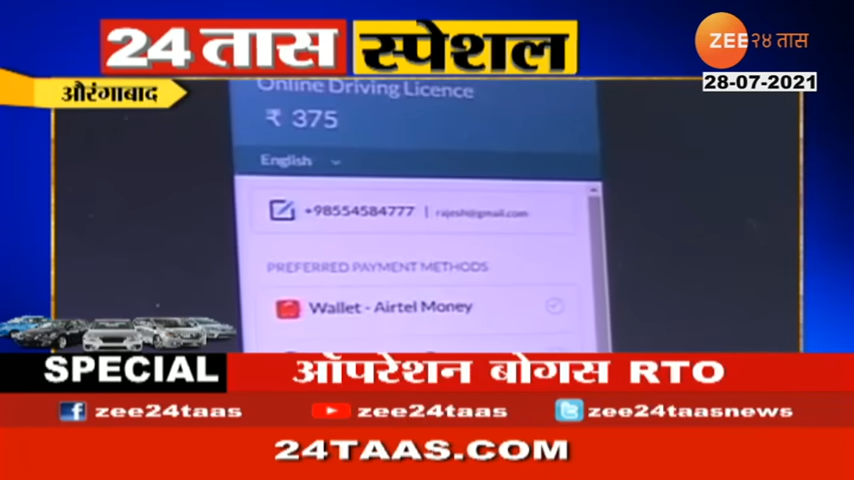 24 तास स्पेशल
ZEE २४ तास
28-07-2021
औरंगाबाद
Online Driving Licence
₹ 375
English
+98554584777 | rajesh@gmail.com
PREFERRED PAYMENT METHODS
Wallet - Airtel Money
SPECIAL ऑपरेशन बोगस RTO
zee24taas zee24taas zee24taasnews
24TAAS.COM